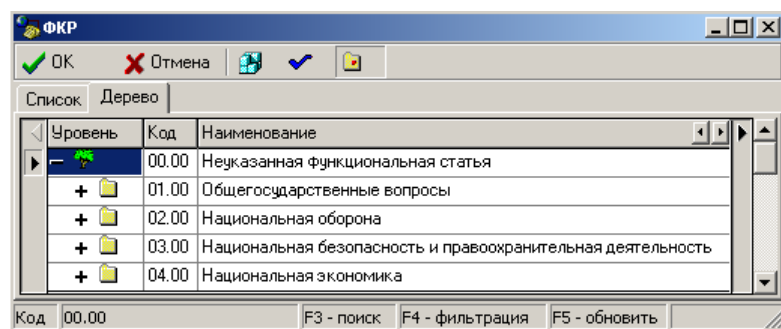 ФКР
ОК Отмена
Список Дерево
Уровень Код Наименование
00.00 Неуказанная функциональная статья
01.00 Общегосударственные вопросы
02.00 Национальная оборона
03.00 Национальная безопасность и правоохранительная деятельность
04.00 Национальная экономика
Код 00.00 F3 - поиск F4 - фильтрация F5 - обновить